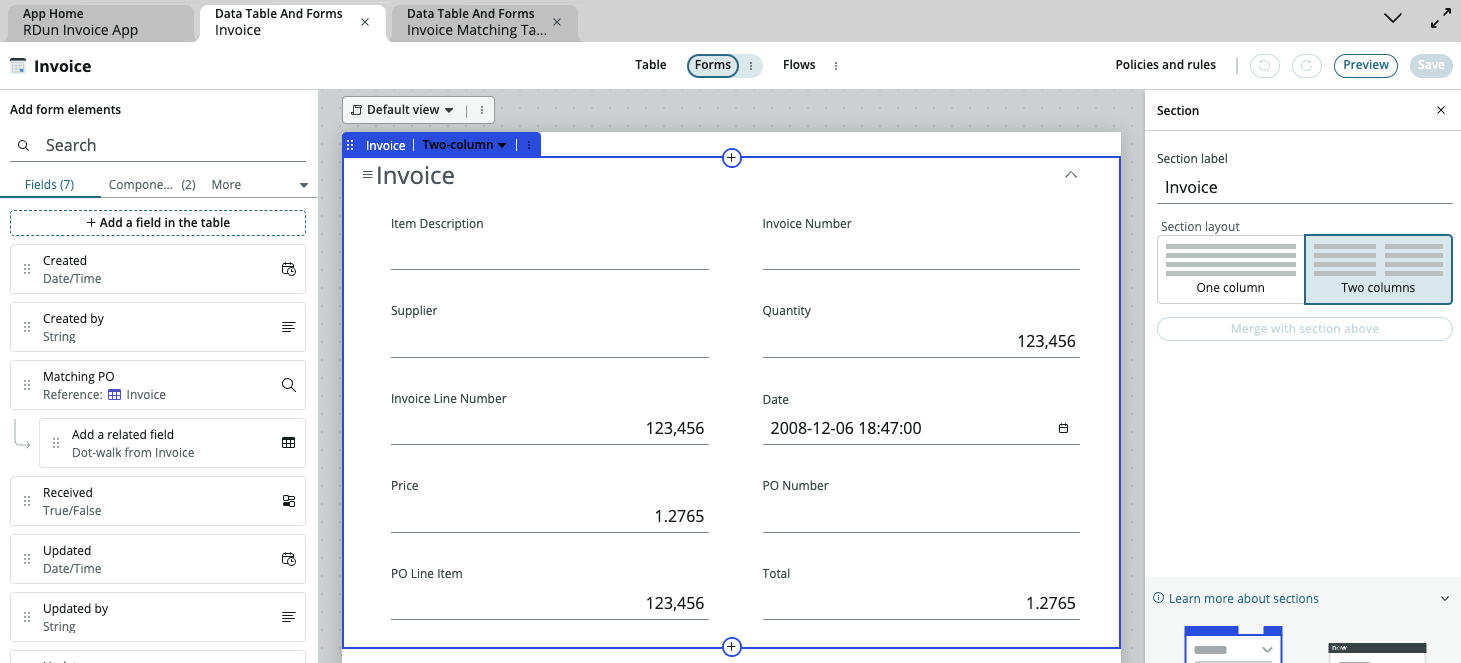 App Home
RDun Invoice App
Data Table And Forms
Invoice
Data Table And Forms
Invoice Matching Ta...
Invoice
Table
Forms
Flows
Policies and rules
Preview
Save
Add form elements
Search
Fields (7)
Compone... (2)
More
+ Add a field in the table
Created
Date/Time
Created by
String
Matching PO
Reference: Invoice
Add a related field
Dot-walk from Invoice
Received
True/False
Updated
Date/Time
Updated by
String
Default view
Invoice
Two-column
Invoice
Item Description
Invoice Number
Supplier
Quantity
123,456
Invoice Line Number
123,456
Date
2008-12-06 18:47:00
Price
1.2765
PO Number
PO Line Item
123,456
Total
1.2765
Section
Section label
Invoice
Section layout
One column
Two columns
Merge with section above
Learn more about sections
now